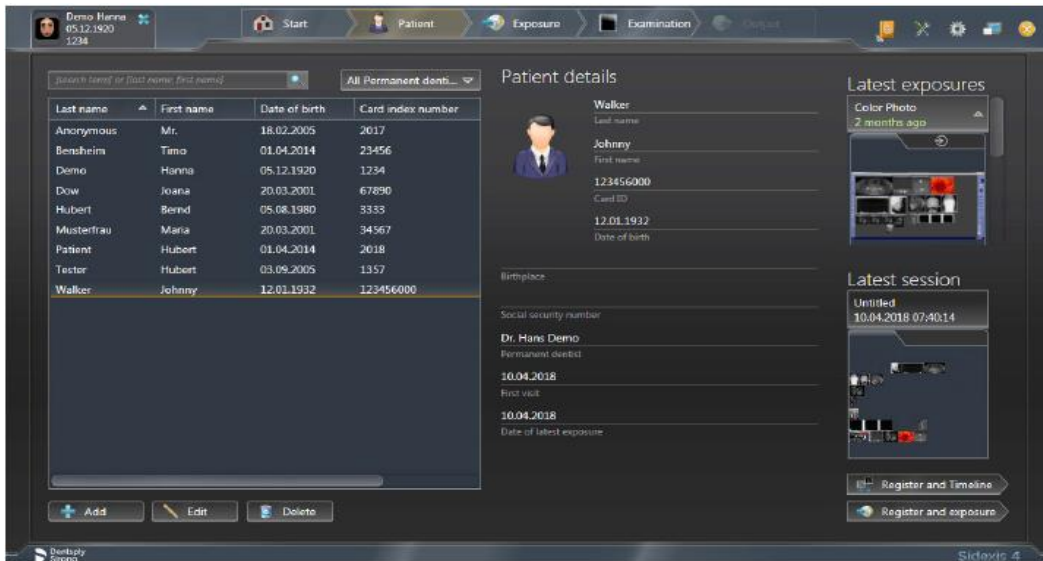 Demo Hanna
05.12.1920
1234
Start
Patient
Exposure
Examination
Output
[search term] or [last name, first name]
All Permanent denti...
Last name First name Date of birth Card index number
Anonymous Mr. 18.02.2005 2017
Bensheim Timo 01.04.2014 23456
Demo Hanna 05.12.1920 1234
Dow Joana 20.03.2001 67890
Hubert Bernd 05.08.1980 3333
Musterfrau Maria 20.03.2001 34567
Patient Hubert 01.04.2014 2018
Tester Hubert 03.09.2005 1357
Walker Johnny 12.01.1932 123456000
Add
Edit
Delete
Patient details
Walker
Last name
Johnny
First name
123456000
Card ID
12.01.1932
Date of birth
Birthplace
Social security number
Dr. Hans Demo
Permanent dentist
10.04.2018
First visit
10.04.2018
Date of latest exposure
Latest exposures
Color Photo
2 months ago
Latest session
Untitled
10.04.2018 07:40:14
Register and Timeline
Register and exposure
Dentsply
Sirona
Sidexis 4